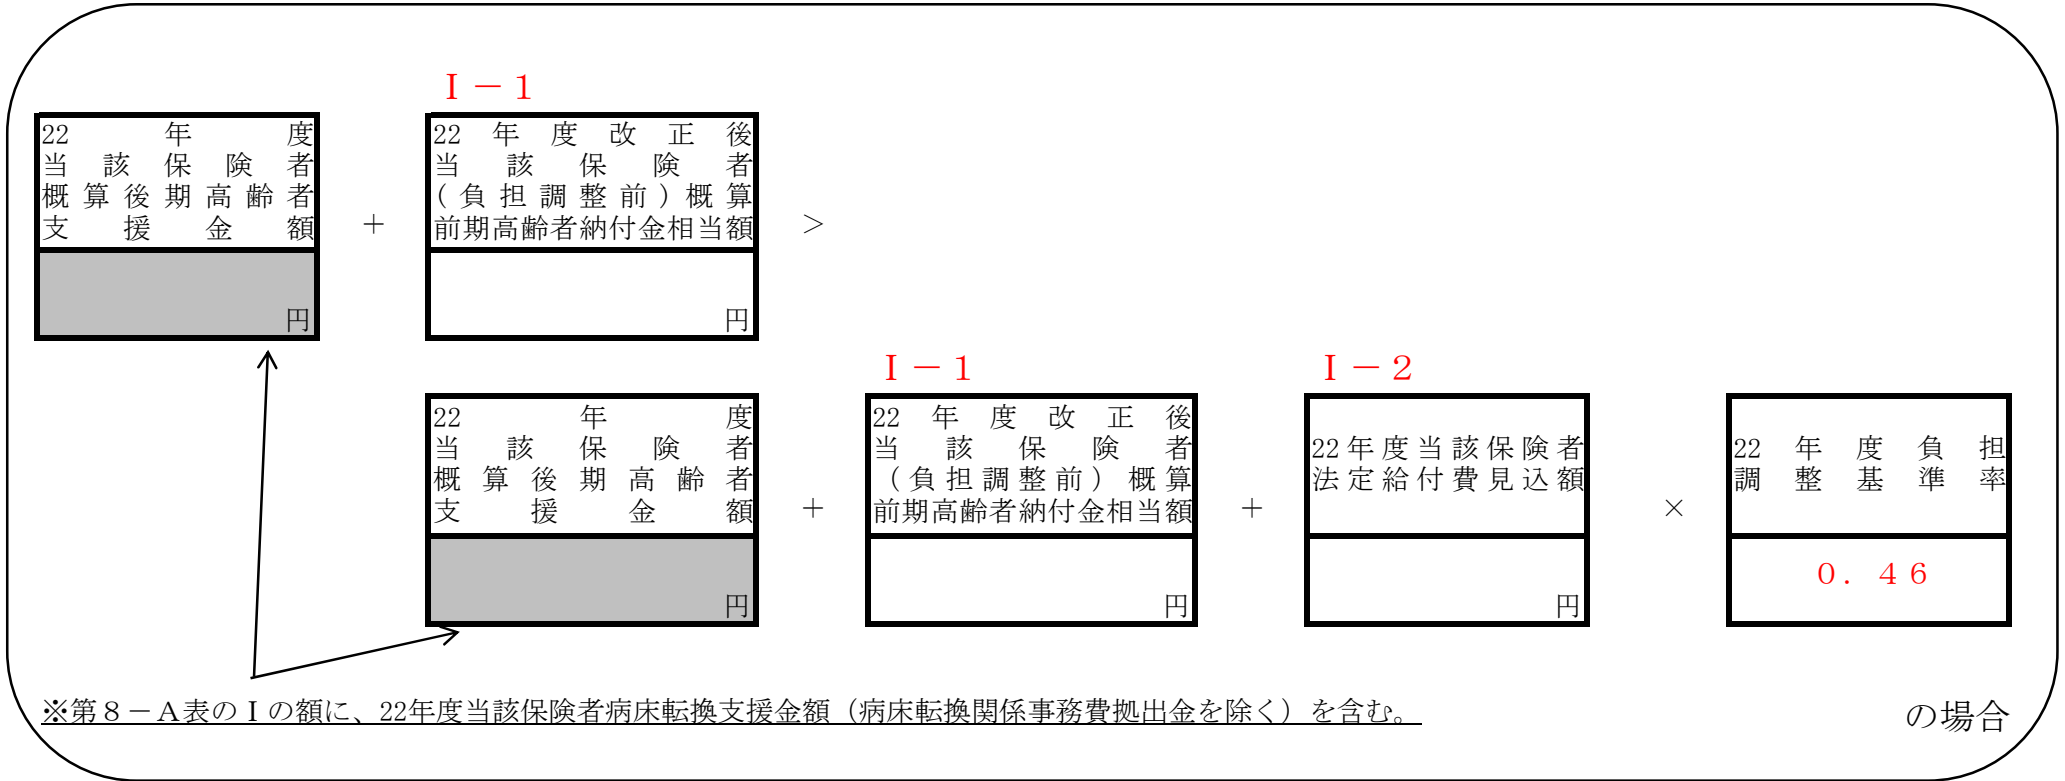 Ⅰ－１
22年度
当該保険者
概算後期高齢者
支援金額
円
＋
22年度改正後
当該保険者
(負担調整前)概算
前期高齢者納付金相当額
円
＞
Ⅰ－１
Ⅰ－２
22年度
当該保険者
概算後期高齢者
支援金額
円
＋
22年度改正後
当該保険者
(負担調整前)概算
前期高齢者納付金相当額
円
＋
22年度当該保険者
法定給付費見込額
円
×
22年度負担
調整基準率
０．４６
※第８－Ａ表のⅠの額に、22年度当該保険者病床転換支援金額（病床転換関係事務費拠出金を除く）を含む。
の場合